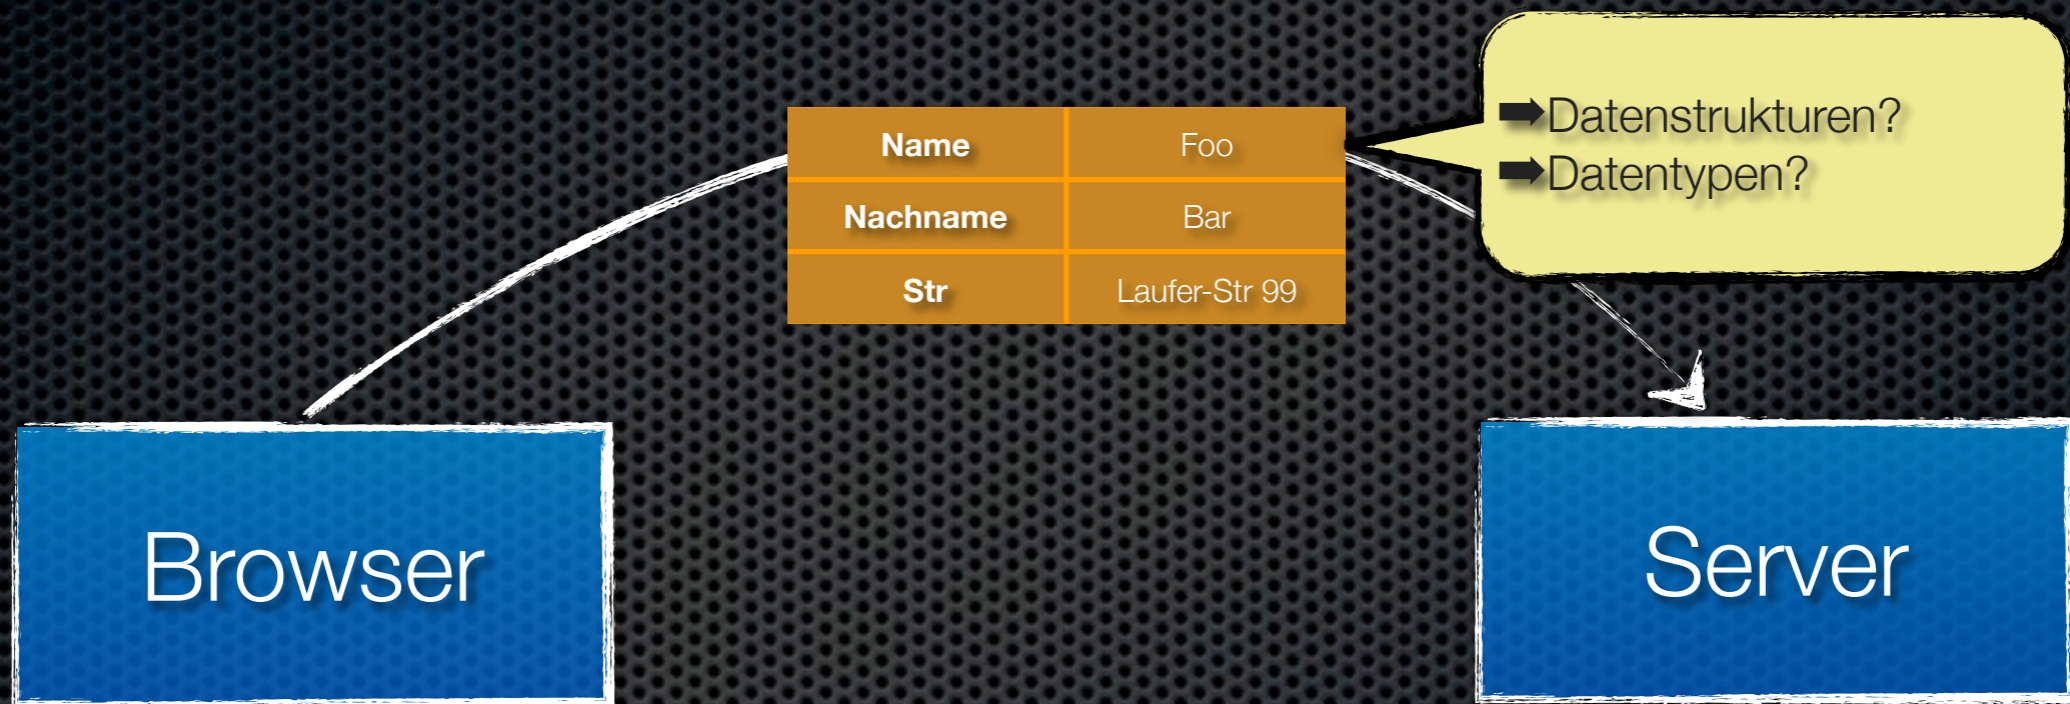 ➡Datenstrukturen?
➡Datentypen?
Name Foo
Nachname Bar
Str Laufer-Str 99
Browser
Server